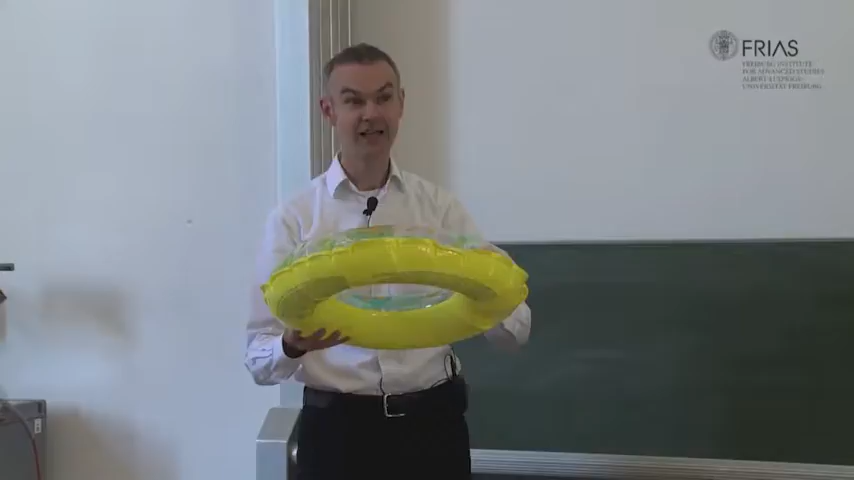 FRIAS
FREIBURG INSTITUTE
FOR ADVANCED STUDIES
ALBERT-LUDWIGS-
UNIVERSITÄT FREIBURG